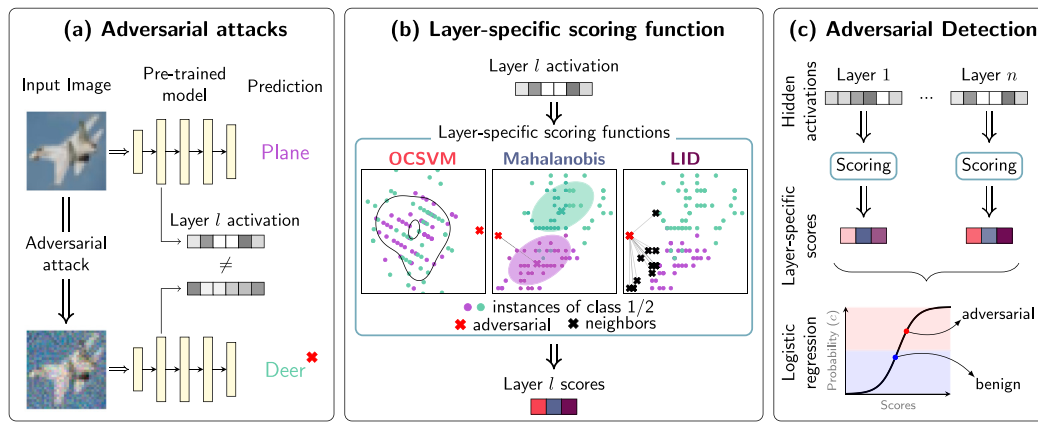 (a) Adversarial attacks
Input Image
Pre-trained
model
Prediction
⇒
Plane
Adversarial
attack
Layer l activation
≠
⇒
Deer
(b) Layer-specific scoring function
Layer l activation
Layer-specific scoring functions
OCSVM
Mahalanobis
LID
instances of class 1/2
adversarial
neighbors
Layer l scores
(c) Adversarial Detection
Hidden
activations
Layer 1
...
Layer n
Scoring
Scoring
Layer-specific
scores
Logistic
regression
Probability (c)
adversarial
benign
Scores